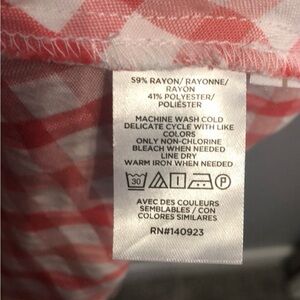 59% RAYON/ RAYONNE/
RAYÓN
41% POLYESTER/
POLIÉSTER
MACHINE WASH COLD
DELICATE CYCLE WITH LIKE
COLORS
ONLY NON-CHLORINE
BLEACH WHEN NEEDED
LINE DRY
WARM IRON WHEN NEEDED
30 P
AVEC DES COULEURS
SEMBLABLES / CON
COLORES SIMILARES
RN#140923